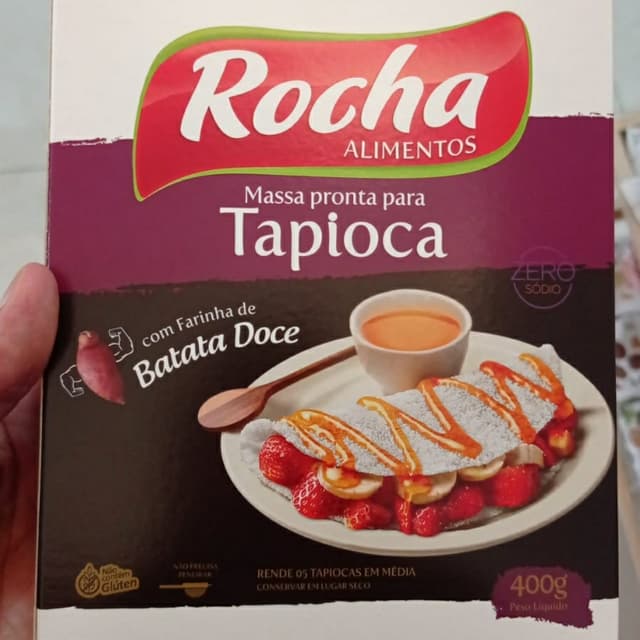 Rocha
ALIMENTOS
Massa pronta para
Tapioca
ZERO
SÓDIO
com Farinha de
Batata Doce
Não
contém
Glúten
NÃO PRECISA
PENEIRAR
RENDE 05 TAPIOCAS EM MÉDIA
CONSERVAR EM LUGAR SECO
400g
Peso Líquido